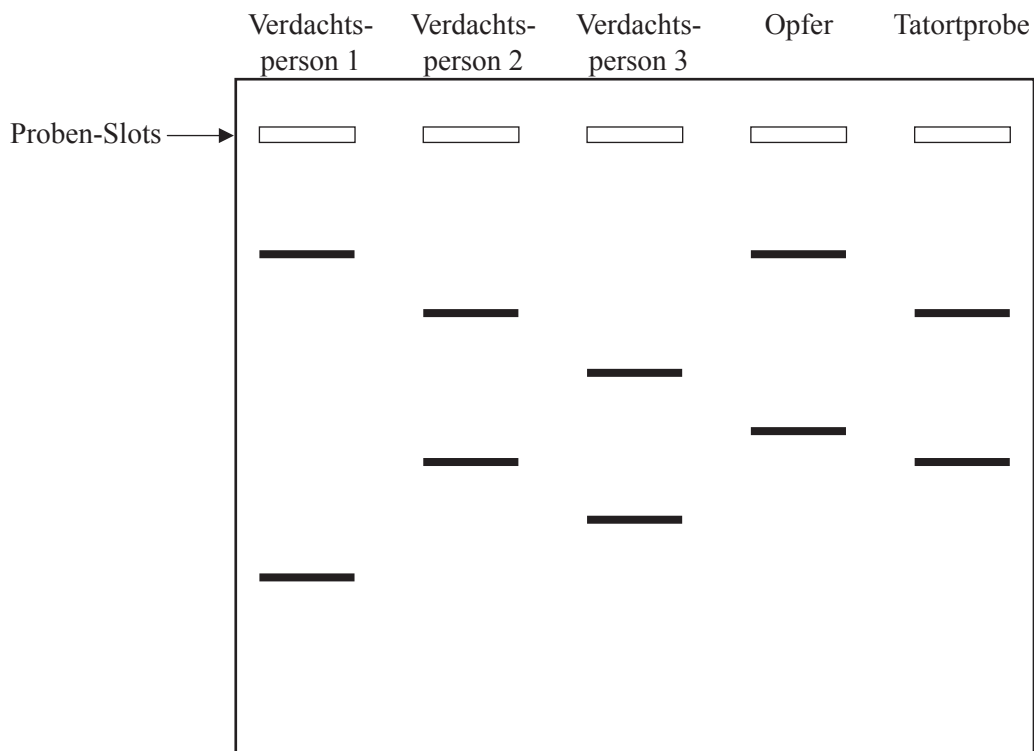 Verdachts-
person 1
Verdachts-
person 2
Verdachts-
person 3
Opfer
Tatortprobe
Proben-Slots